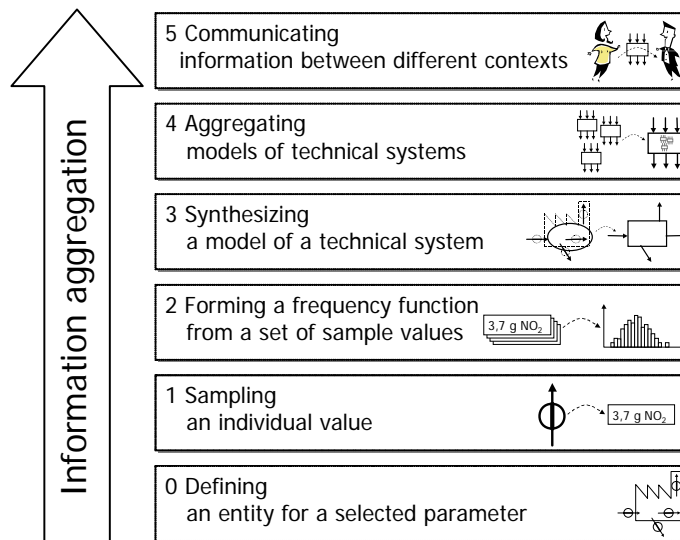 5 Communicating
information between different contexts
4 Aggregating
models of technical systems
3 Synthesizing
a model of a technical system
2 Forming a frequency function
from a set of sample values
3,7 g NO₂
1 Sampling
an individual value
3,7 g NO₂
0 Defining
an entity for a selected parameter
Information aggregation